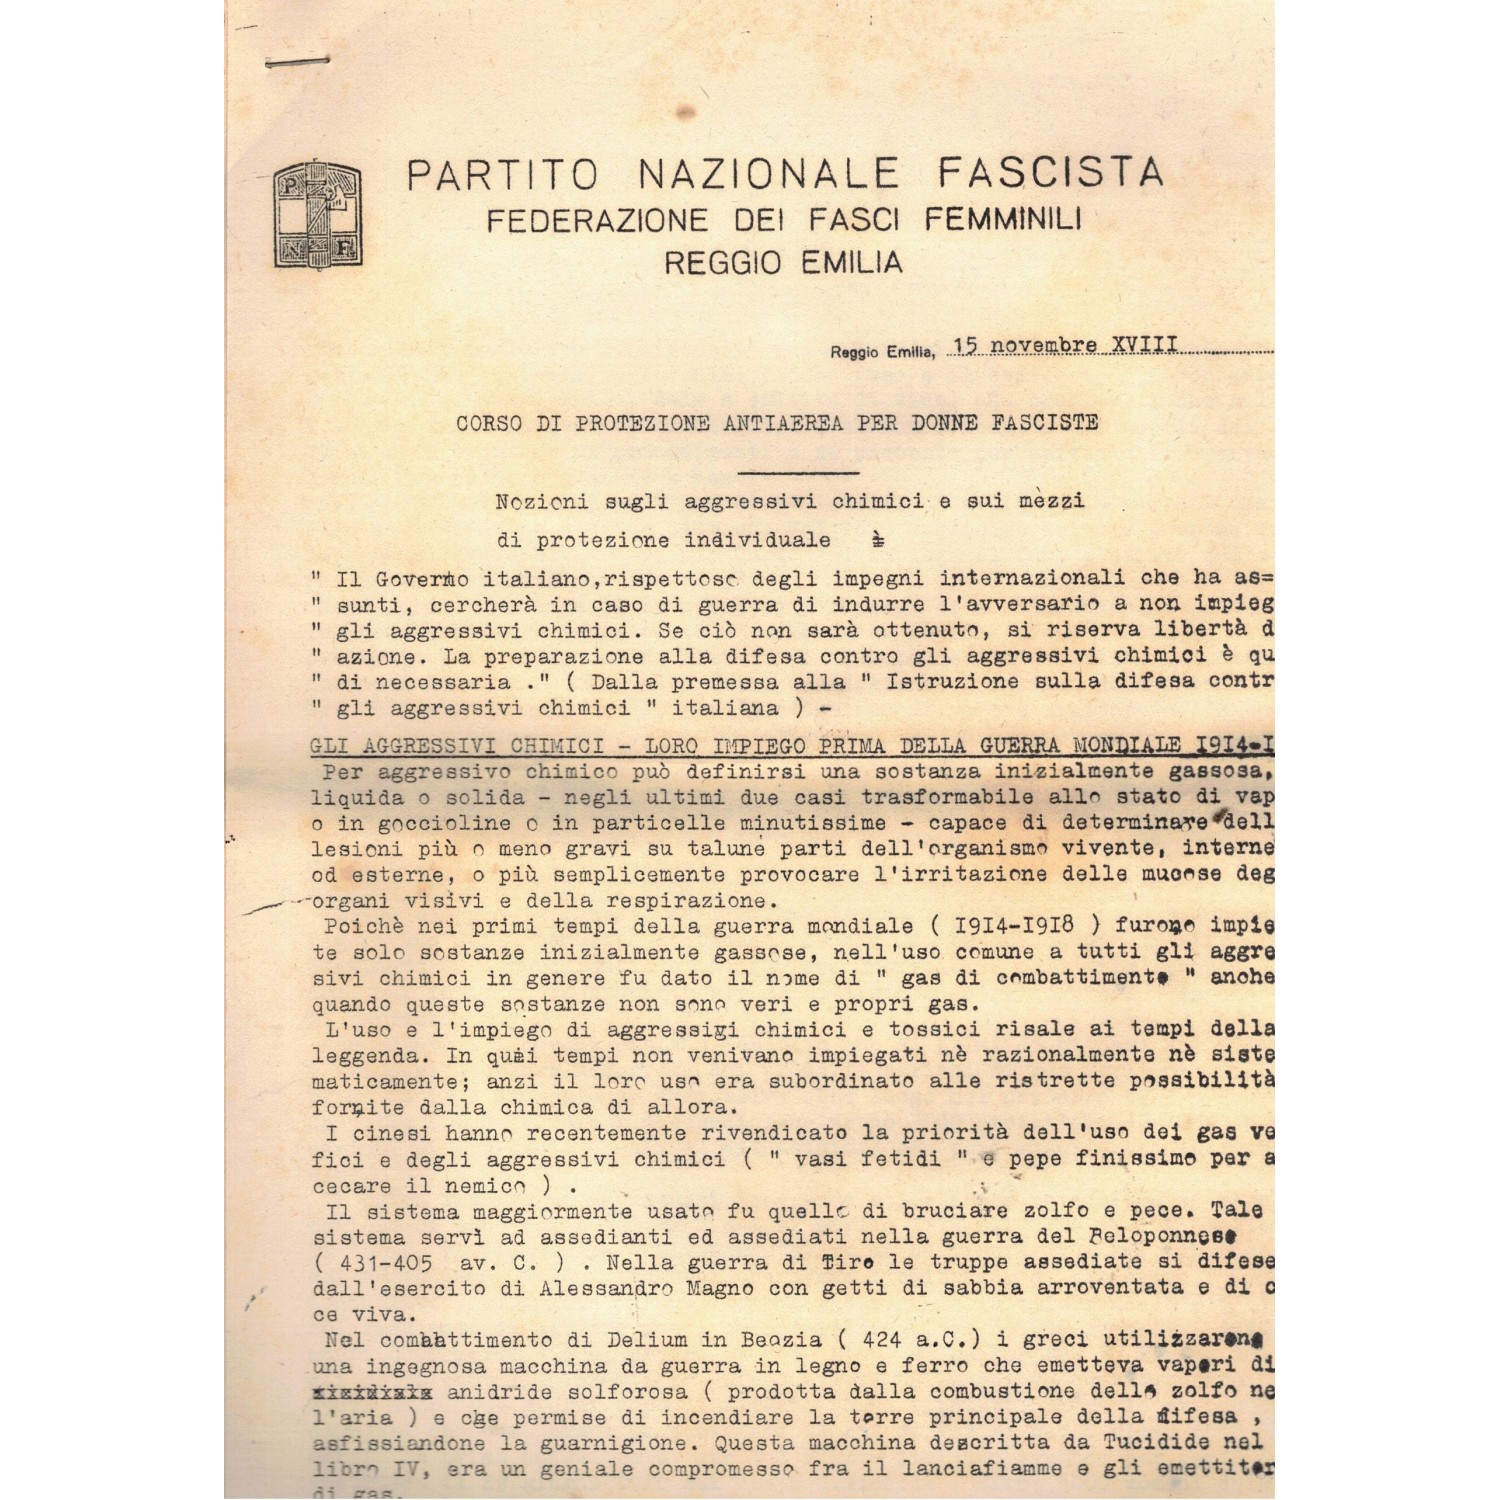 P
N F
PARTITO NAZIONALE FASCISTA
FEDERAZIONE DEI FASCI FEMMINILI
REGGIO EMILIA
Reggio Emilia, 15 novembre XVIII
CORSO DI PROTEZIONE ANTIAEREA PER DONNE FASCISTE
Nozioni sugli aggressivi chimici e sui mèzzi
di protezione individuale
" Il Governo italiano,rispettoso degli impegni internazionali che ha as=
" sunti, cercherà in caso di guerra di indurre l'avversario a non impieg
" gli aggressivi chimici. Se ciò non sarà ottenuto, si riserva libertà d
" azione. La preparazione alla difesa contro gli aggressivi chimici è qu
" di necessaria ." ( Dalla premessa alla " Istruzione sulla difesa contr
" gli aggressivi chimici " italiana ) -
GLI AGGRESSIVI CHIMICI - LORO IMPIEGO PRIMA DELLA GUERRA MONDIALE I9I4-I
Per aggressivo chimico può definirsi una sostanza inizialmente gassosa,
liquida o solida - negli ultimi due casi trasformabile allo stato di vap
o in goccioline o in particelle minutissime - capace di determinare dell
lesioni più o meno gravi su talune parti dell'organismo vivente, interne
od esterne, o più semplicemente provocare l'irritazione delle mucose deg
organi visivi e della respirazione.
Poichè nei primi tempi della guerra mondiale ( I9I4-I9I8 ) furono impie
te solo sostanze inizialmente gassose, nell'uso comune a tutti gli aggre
sivi chimici in genere fu dato il nome di " gas di combattimento " anche
quando queste sostanze non sono veri e propri gas.
L'uso e l'impiego di aggressigi chimici e tossici risale ai tempi della
leggenda. In quei tempi non venivano impiegati nè razionalmente nè siste
maticamente; anzi il loro uso era subordinato alle ristrette possibilità
fornite dalla chimica di allora.
I cinesi hanno recentemente rivendicato la priorità dell'uso dei gas ve
fici e degli aggressivi chimici ( " vasi fetidi " e pepe finissimo per a
cecare il nemico ) .
Il sistema maggiormente usato fu quello di bruciare zolfo e pece. Tale
sistema servì ad assedianti ed assediati nella guerra del Peloponneso
( 431-405 av. C. ) . Nella guerra di Tiro le truppe assediate si difese
dall'esercito di Alessandro Magno con getti di sabbia arroventata e di c
ce viva.
Nel combattimento di Delium in Beozia ( 424 a.C.) i greci utilizzarono
una ingegnosa macchina da guerra in legno e ferro che emetteva vapori di
anidride solforosa ( prodotta dalla combustione dello zolfo ne
l'aria ) e che permise di incendiare la torre principale della difesa ,
asfissiandone la guarnigione. Questa macchina descritta da Tucidide nel
libro IV, era un geniale compromesso fra il lanciafiamme e gli emettitor
di gas.